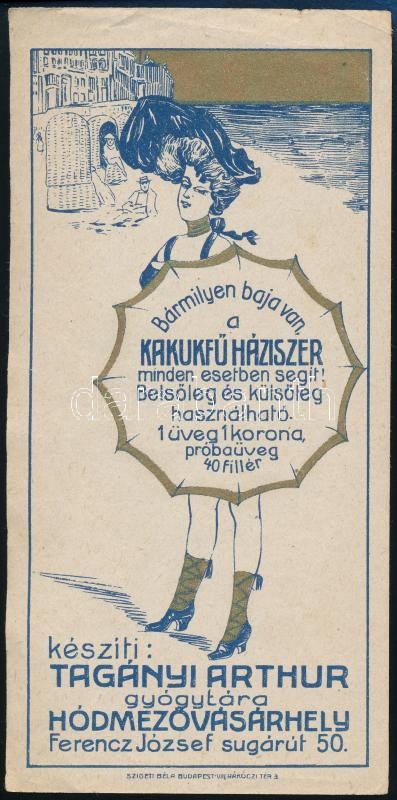 Bármilyen baja van,
a
KAKUKFŰ HÁZISZER
minden esetben segít!
Belsőleg és külsőleg
használható.
1 üveg 1 korona,
próbaüveg
40 fillér
készíti:
TAGÁNYI ARTHUR
gyógytára
HÓDMEZŐVÁSÁRHELY
Ferencz József sugárút 50.
SZIGETI BÉLA BUDAPEST-VIII, RÁKÓCZI TÉR 3